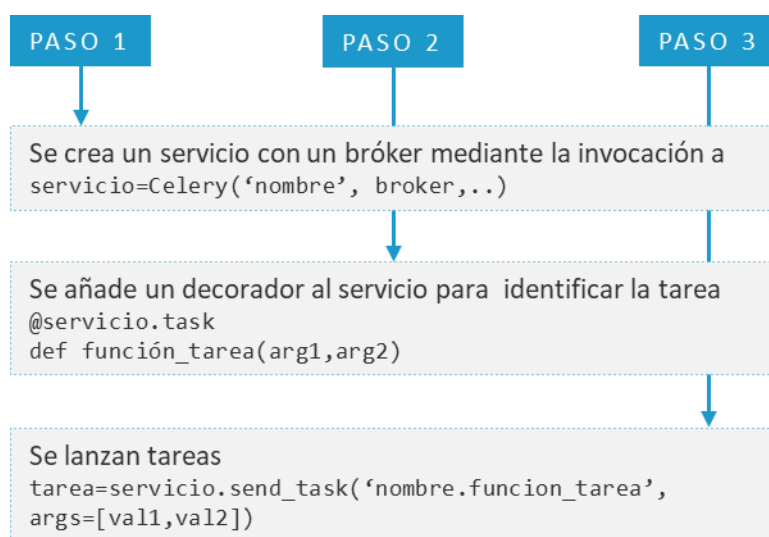 PASO 1
PASO 2
PASO 3
Se crea un servicio con un bróker mediante la invocación a
servicio=Celery(‘nombre’, broker,..)
Se añade un decorador al servicio para identificar la tarea
@servicio.task
def función_tarea(arg1,arg2)
Se lanzan tareas
tarea=servicio.send_task(‘nombre.funcion_tarea’,
args=[val1,val2])